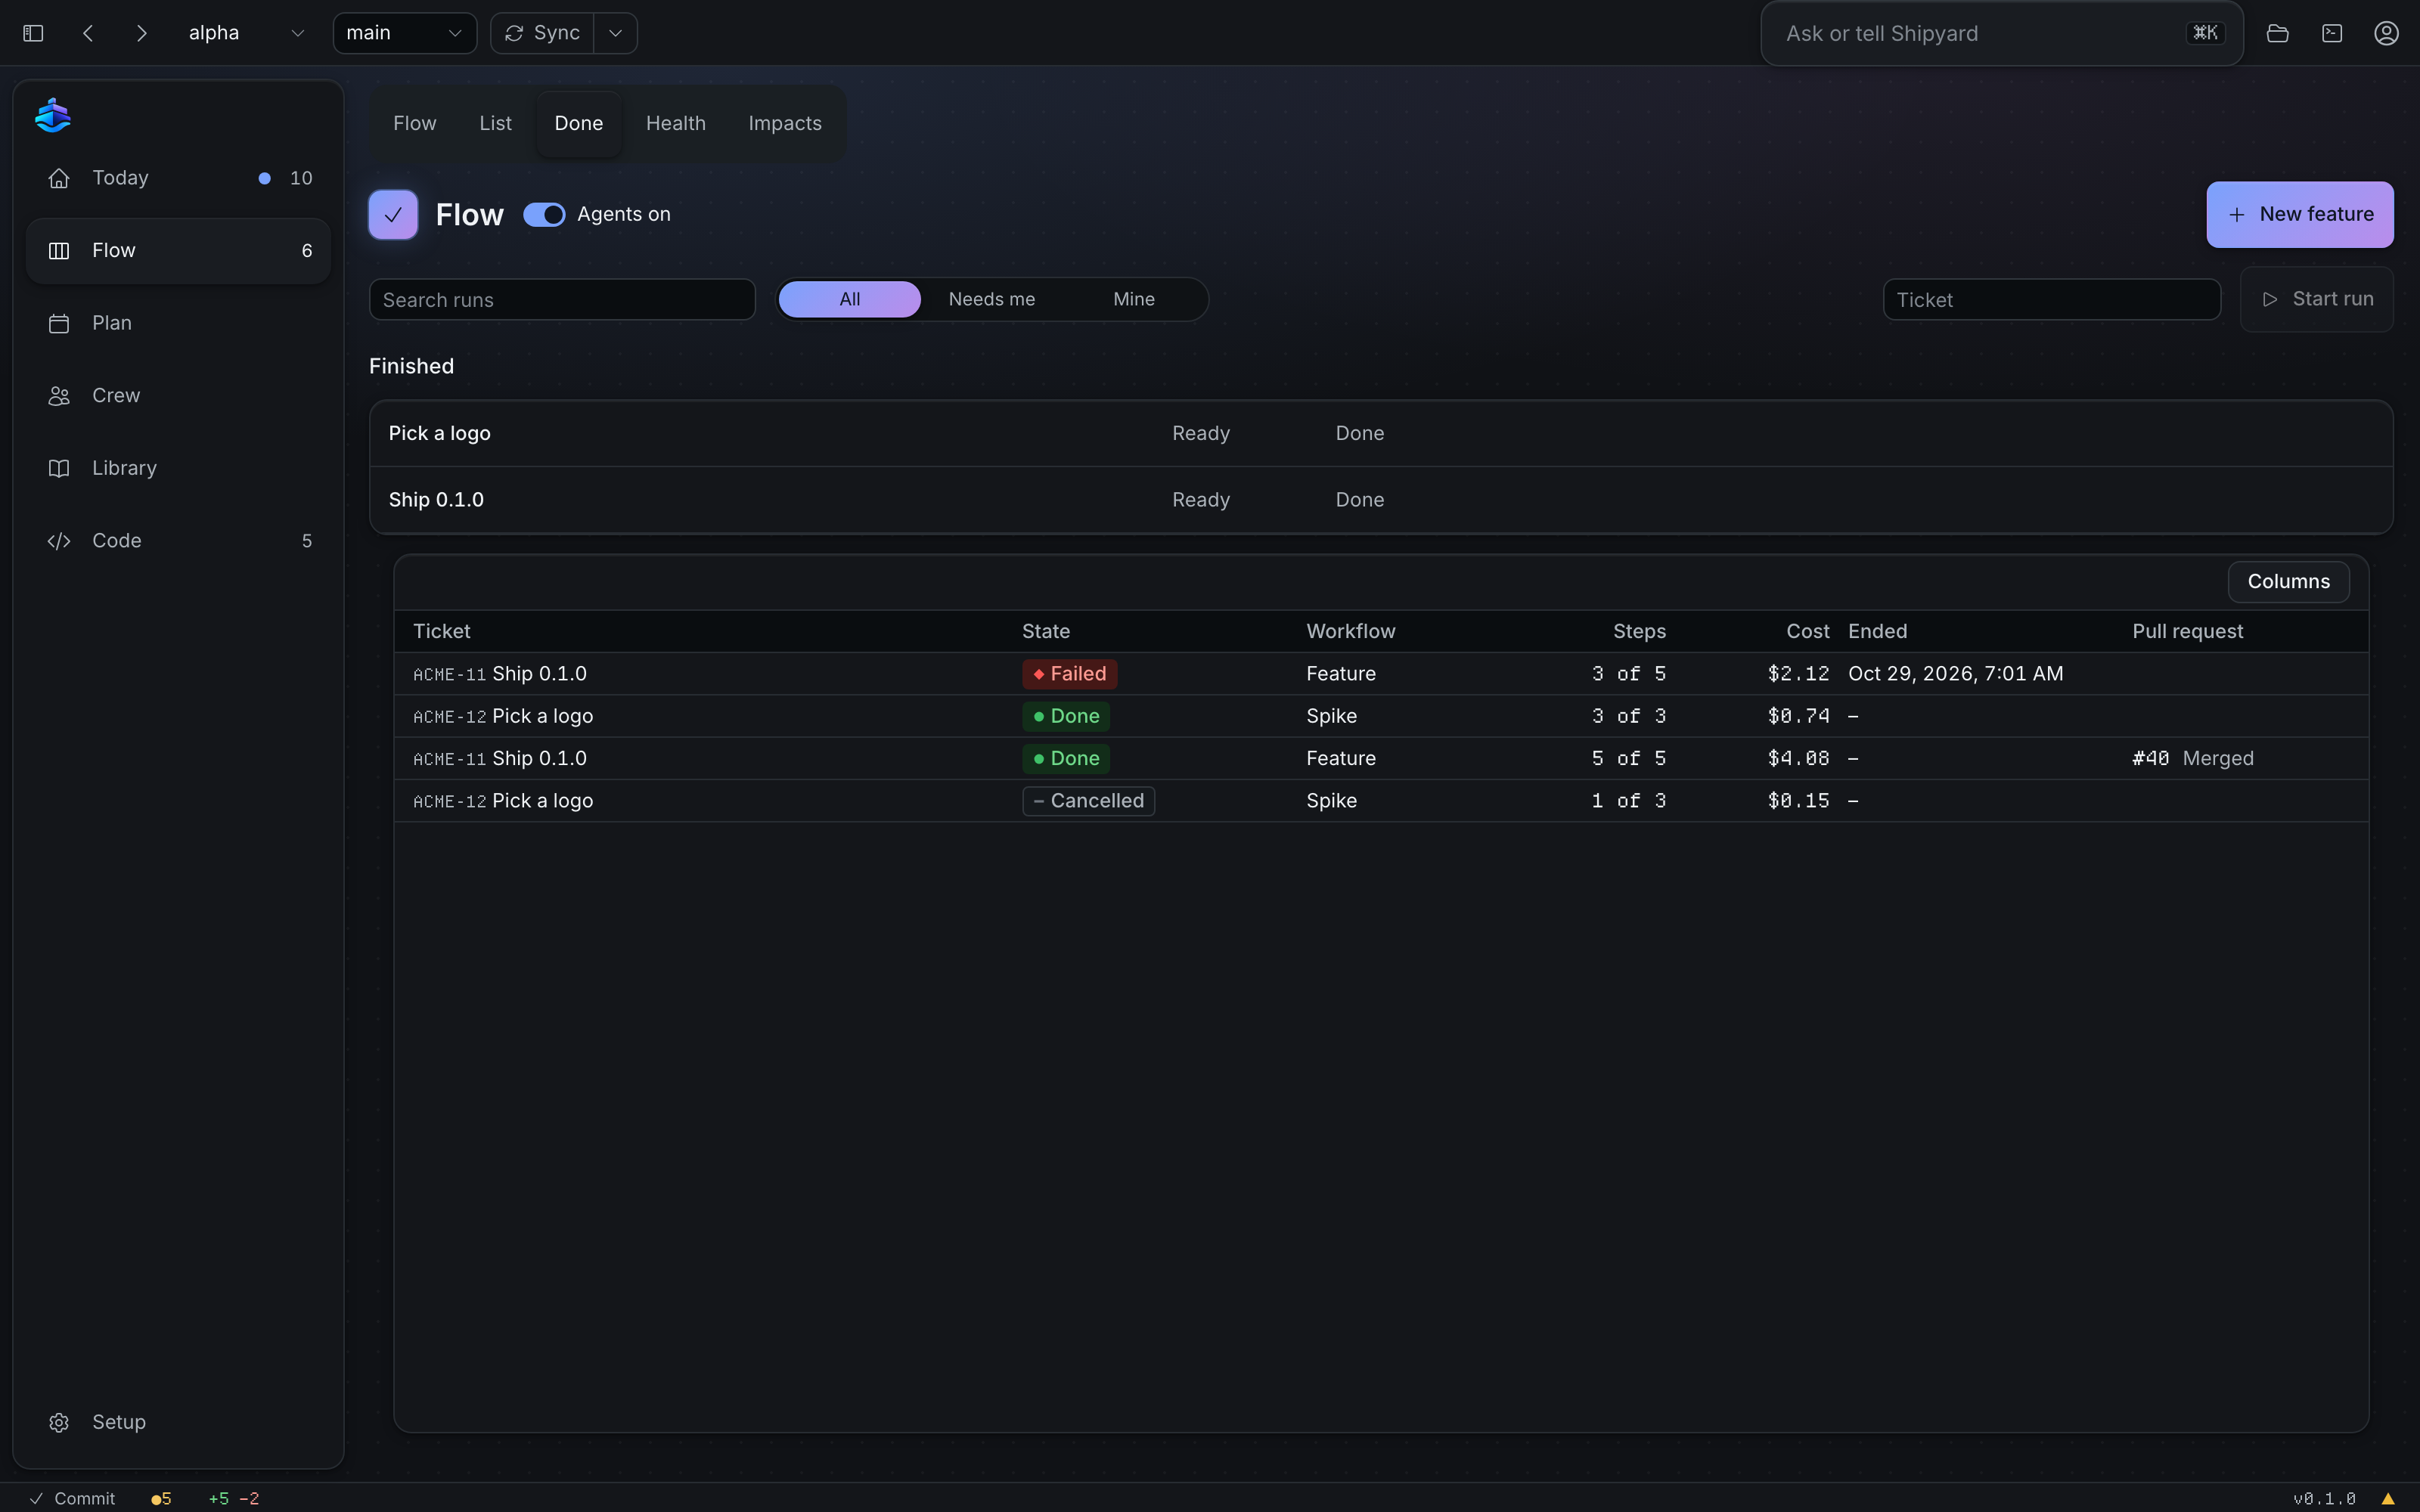 alpha main Sync Ask or tell Shipyard ⌘K
Flow List Done Health Impacts
Today 10
Flow 6
Plan
Crew
Library
Code 5
Setup
Flow Agents on New feature
Search runs All Needs me Mine Ticket Start run
Finished
Pick a logo Ready Done
Ship 0.1.0 Ready Done
Columns
Ticket State Workflow Steps Cost Ended Pull request
ACME-11 Ship 0.1.0 Failed Feature 3 of 5 $2.12 Oct 29, 2026, 7:01 AM
ACME-12 Pick a logo Done Spike 3 of 3 $0.74 –
ACME-11 Ship 0.1.0 Done Feature 5 of 5 $4.08 – #40 Merged
ACME-12 Pick a logo Cancelled Spike 1 of 3 $0.15 –
Commit 5 +5 -2 v0.1.0